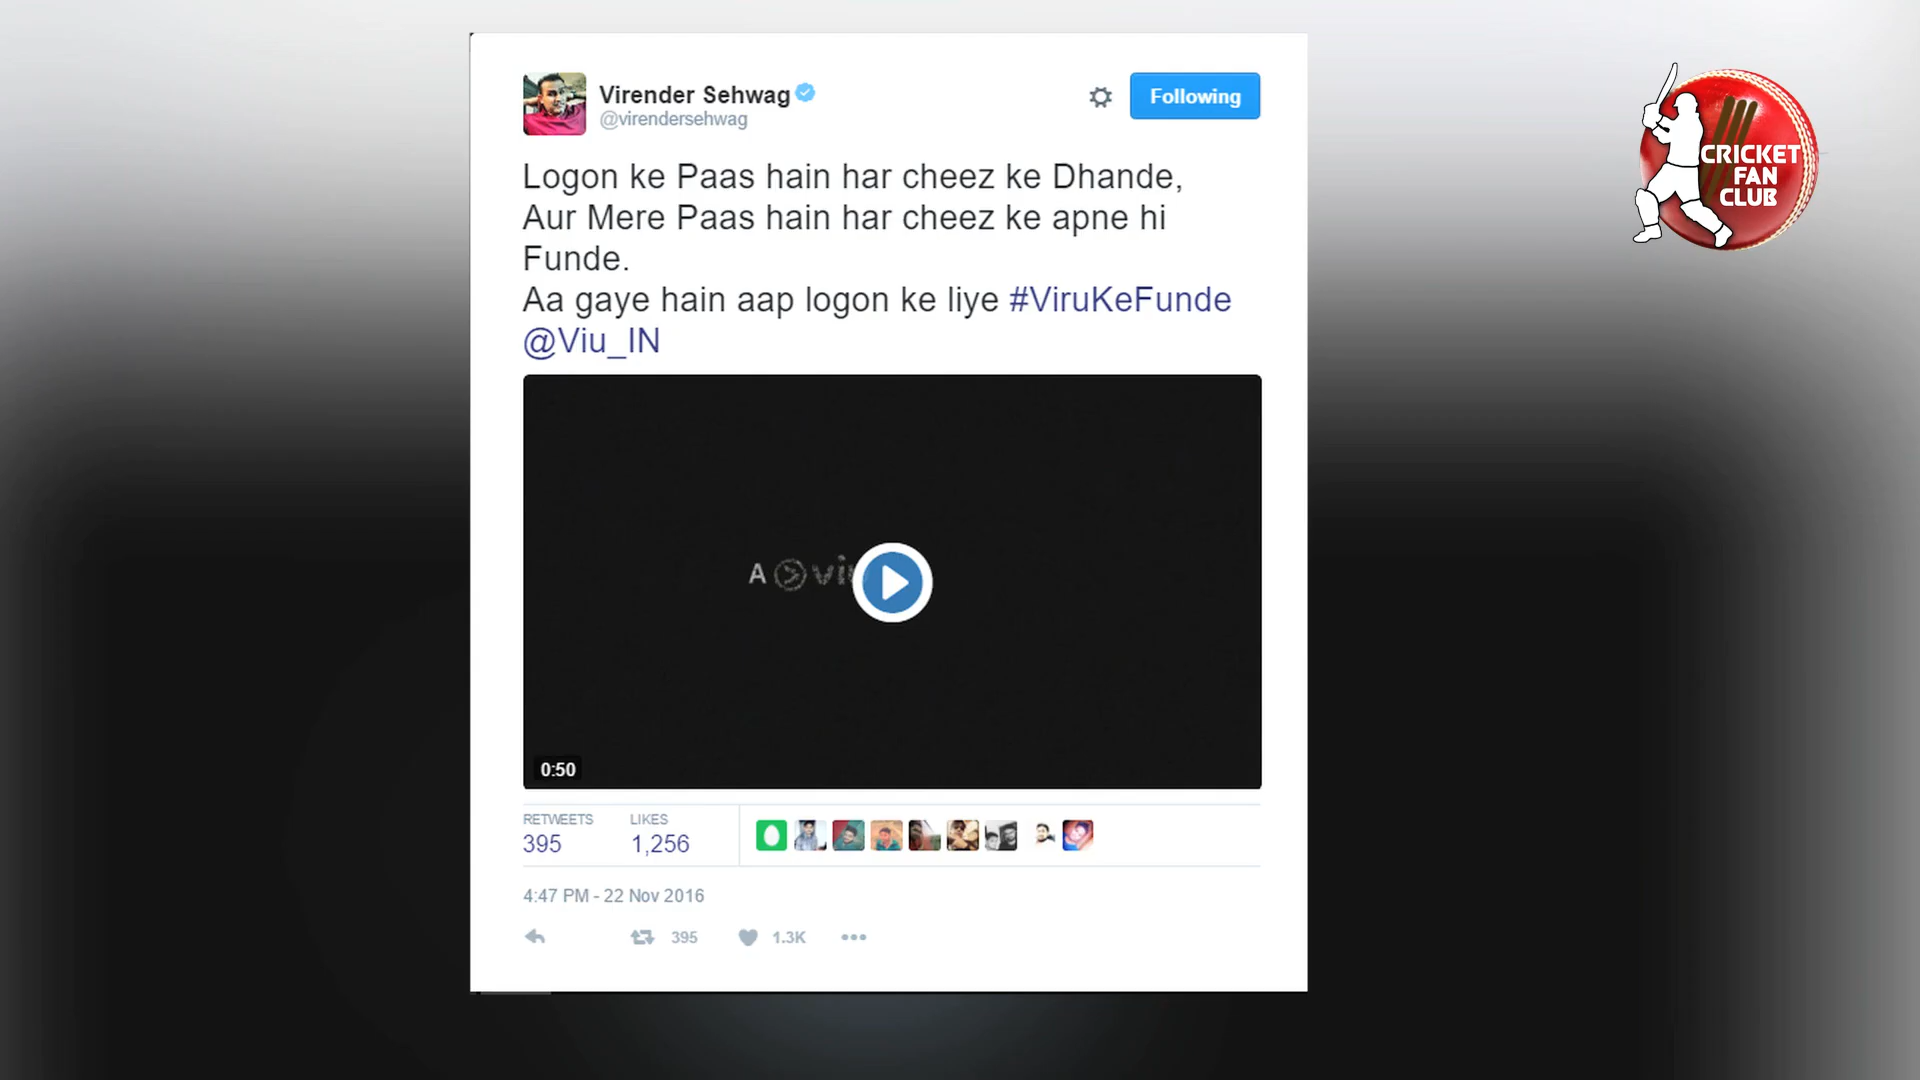 Virender Sehwag
@virendersehwag
Following
Logon ke Paas hain har cheez ke Dhande,
Aur Mere Paas hain har cheez ke apne hi
Funde.
Aa gaye hain aap logon ke liye #ViruKeFunde
@Viu_IN
A viu
0:50
RETWEETS
395
LIKES
1,256
4:47 PM - 22 Nov 2016
395
1.3K
CRICKET
FAN
CLUB